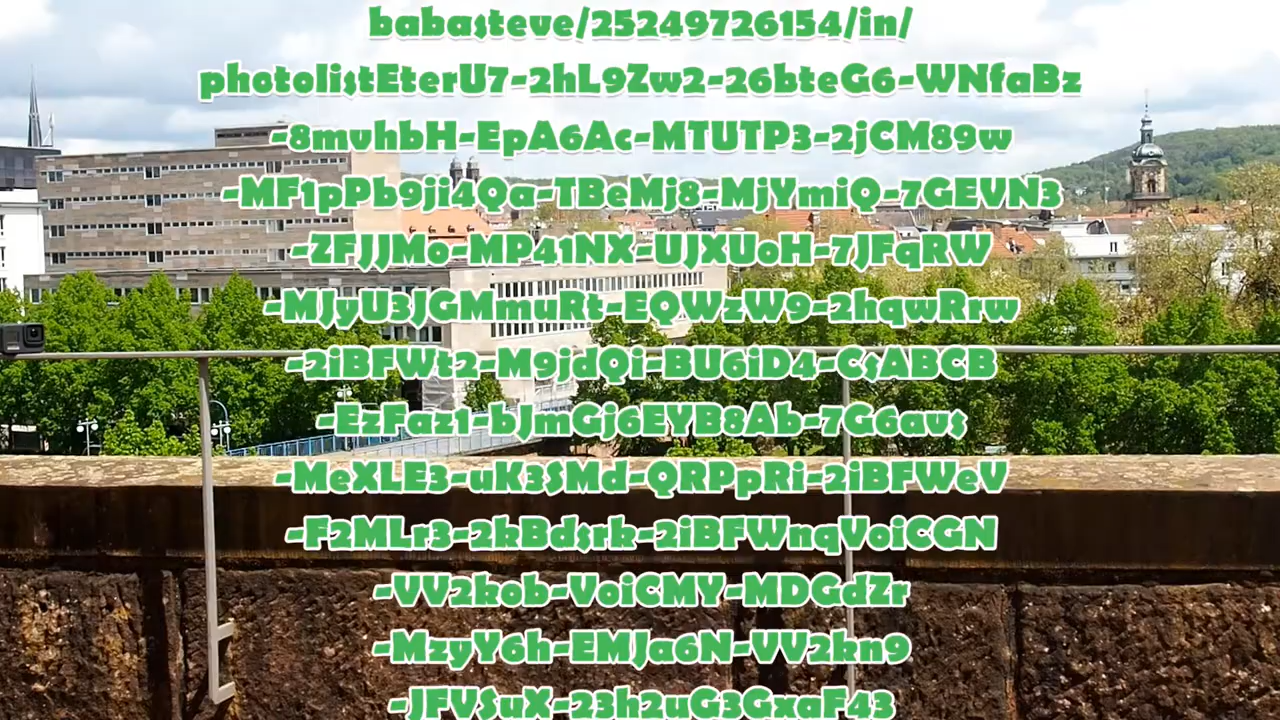 babasteve/25249726154/in/
photolistEterU7-2hL9Zw2-26bteG6-WNfaBz
-8mvhbH-EpA6Ac-MTUTP3-2jCM89w
-MF1pPb9ji4Qa-TBeMj8-MjYmiQ-7GEVN3
-ZFJJMo-MP41NX-UJXUoH-7JFqRW
-MJyU3JGMmuRt-EQWzW9-2hqwRrw
-2iBFWt2-M9jdQi-BU6iD4-CsABCB
-EzFaz1-bJmGj6EYB8Ab-7G6avs
-MeXLE3-uK3SMd-QRPpRi-2iBFWeV
-F2MLr3-2kBdsrk-2iBFWnqVoiCGN
-VV2kob-VoiCMY-MDGdZr
-MzyY6h-EMJa6N-VV2kn9
-JFVSuX-23h2uG3GxaF43